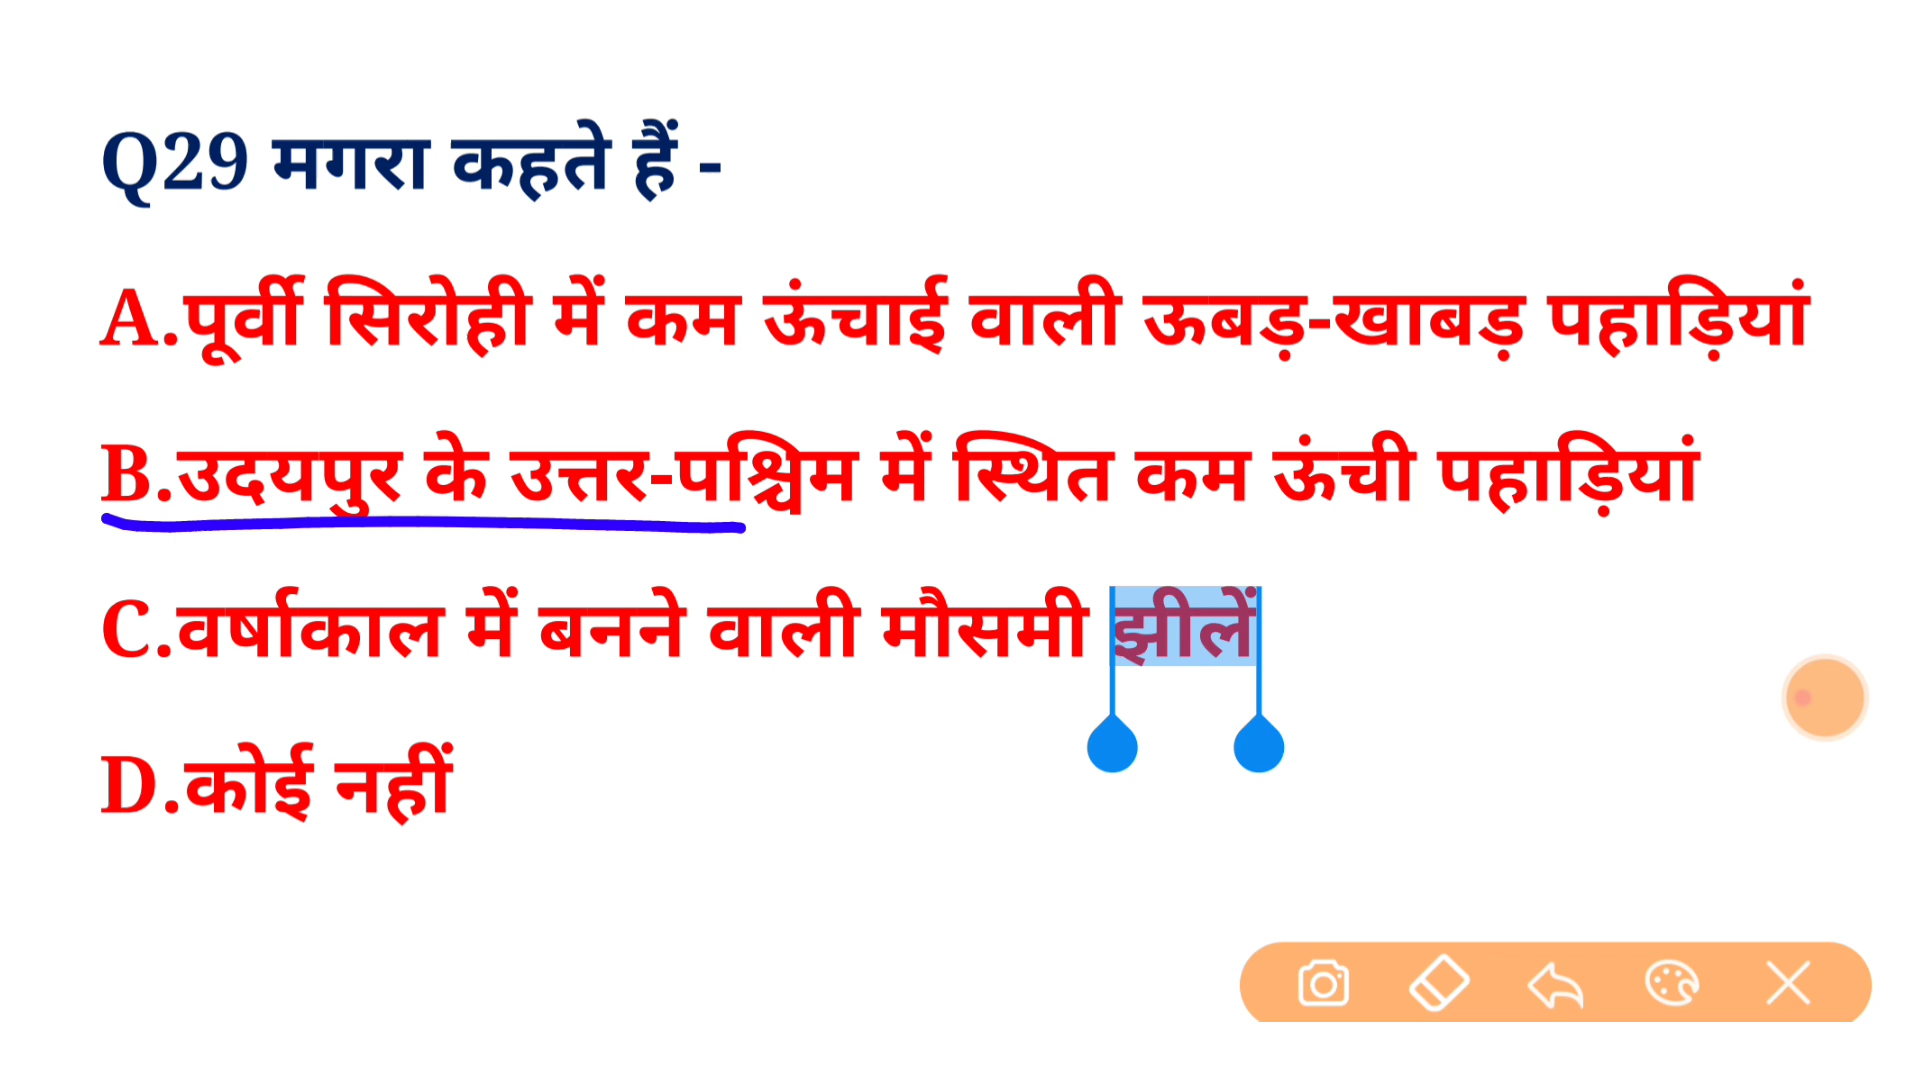 Q29 मगरा कहते हैं -
A.पूर्वी सिरोही में कम ऊंचाई वाली ऊबड़-खाबड़ पहाड़ियां
B.उदयपुर के उत्तर-पश्चिम में स्थित कम ऊंची पहाड़ियां
C.वर्षाकाल में बनने वाली मौसमी झीलें
D.कोई नहीं